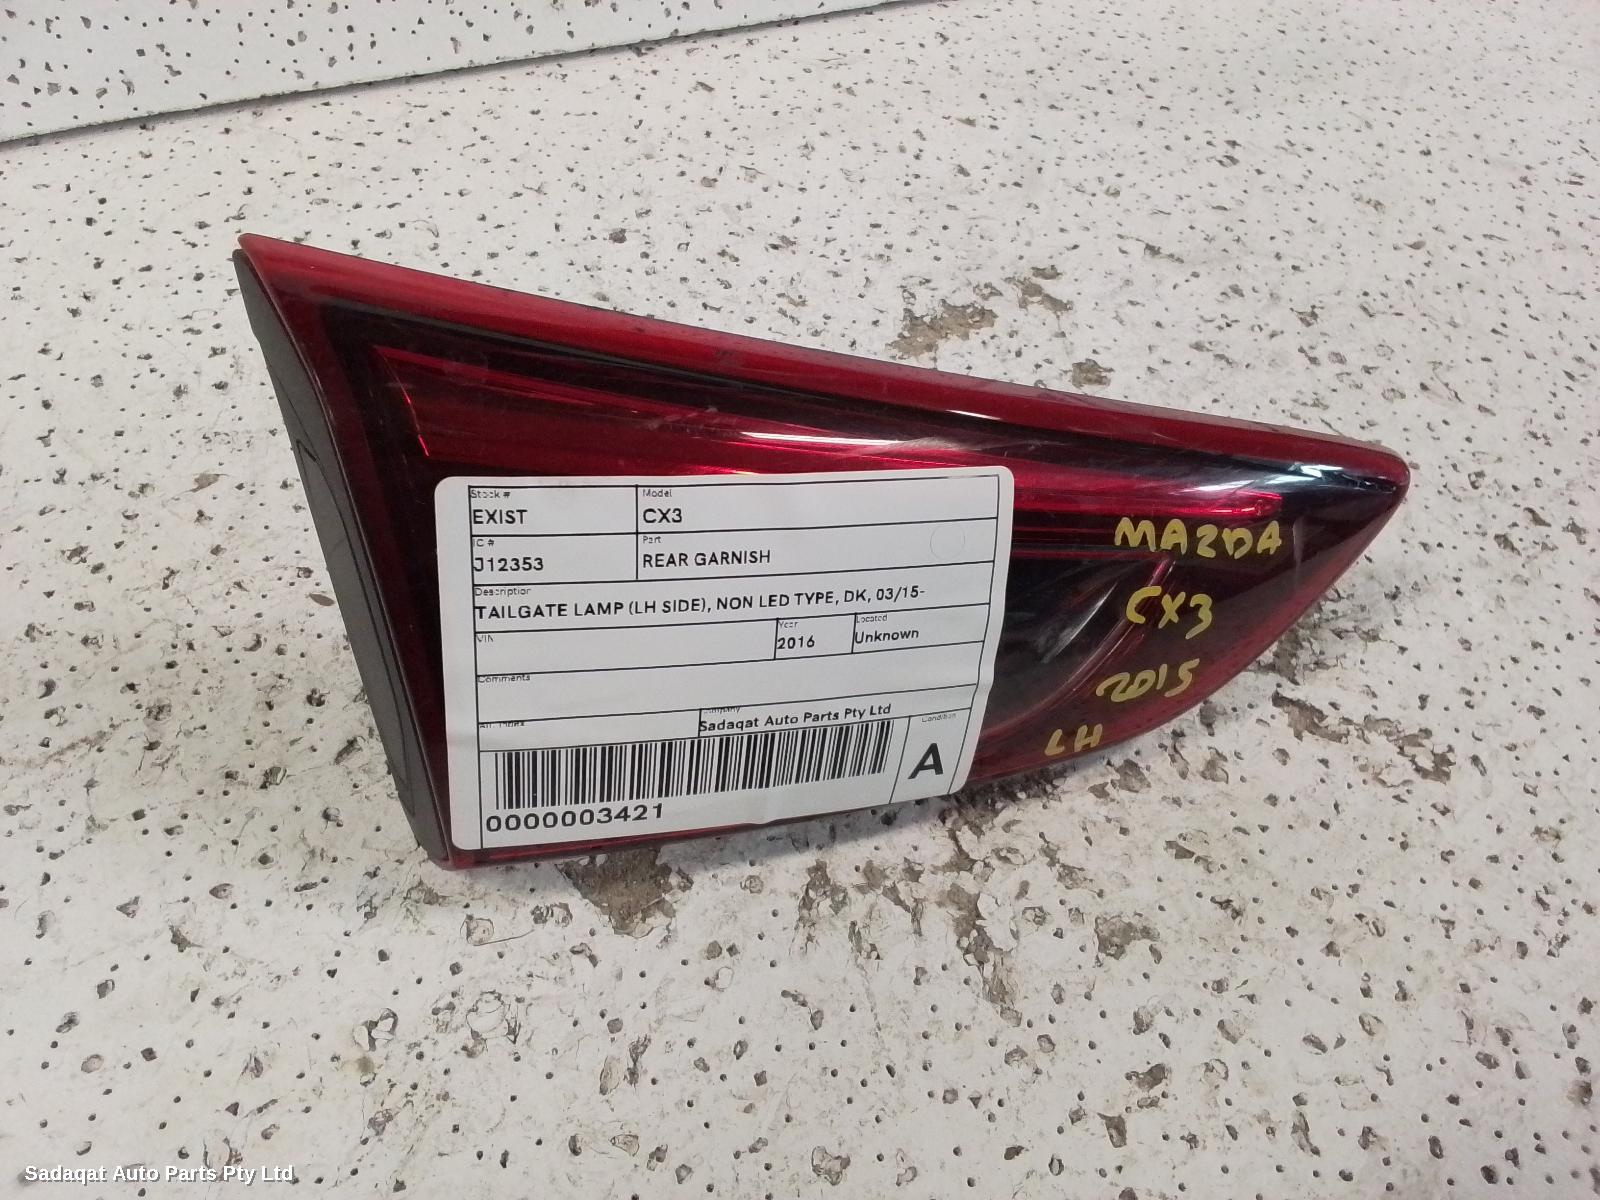 Stock #
EXIST
Model
CX3
IC #
J12353
Part
REAR GARNISH
Description
TAILGATE LAMP (LH SIDE), NON LED TYPE, DK, 03/15-
VIN
Year
2016
Located
Unknown
Comments
Company
Sadaqat Auto Parts Pty Ltd
Condition
A
0000003421
MAZDA
CX3
2015
LH
Sadaqat Auto Parts Pty Ltd